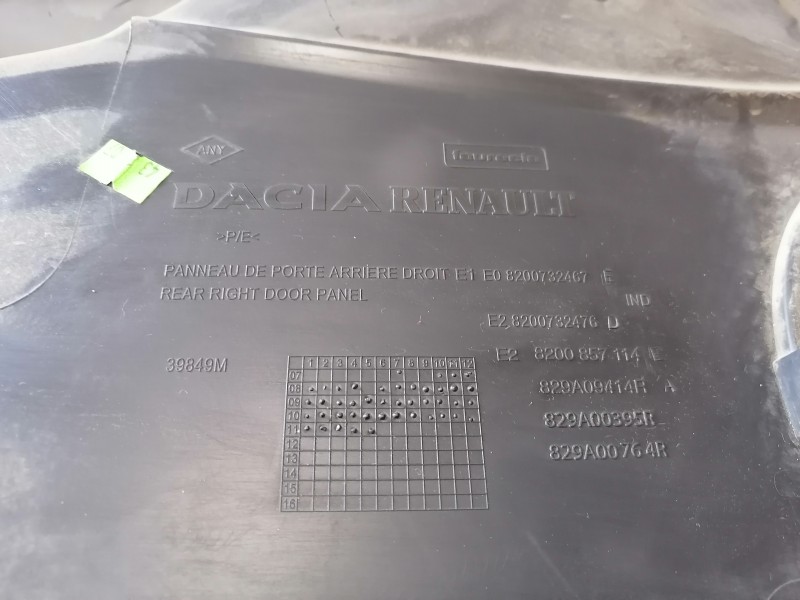 ANY
faurecia
DACIA RENAULT
>P/E<
PANNEAU DE PORTE ARRIERE DROIT E1 E0 8200732467 E
REAR RIGHT DOOR PANEL
IND
E2 8200732476 D
E2 8200 857 114 E
39849M
829A09414R A
829A00395R
829A00764R
1 2 3 4 5 6 7 8 9 10 11 12
07
08
09
10
11
12
13
14
15
16